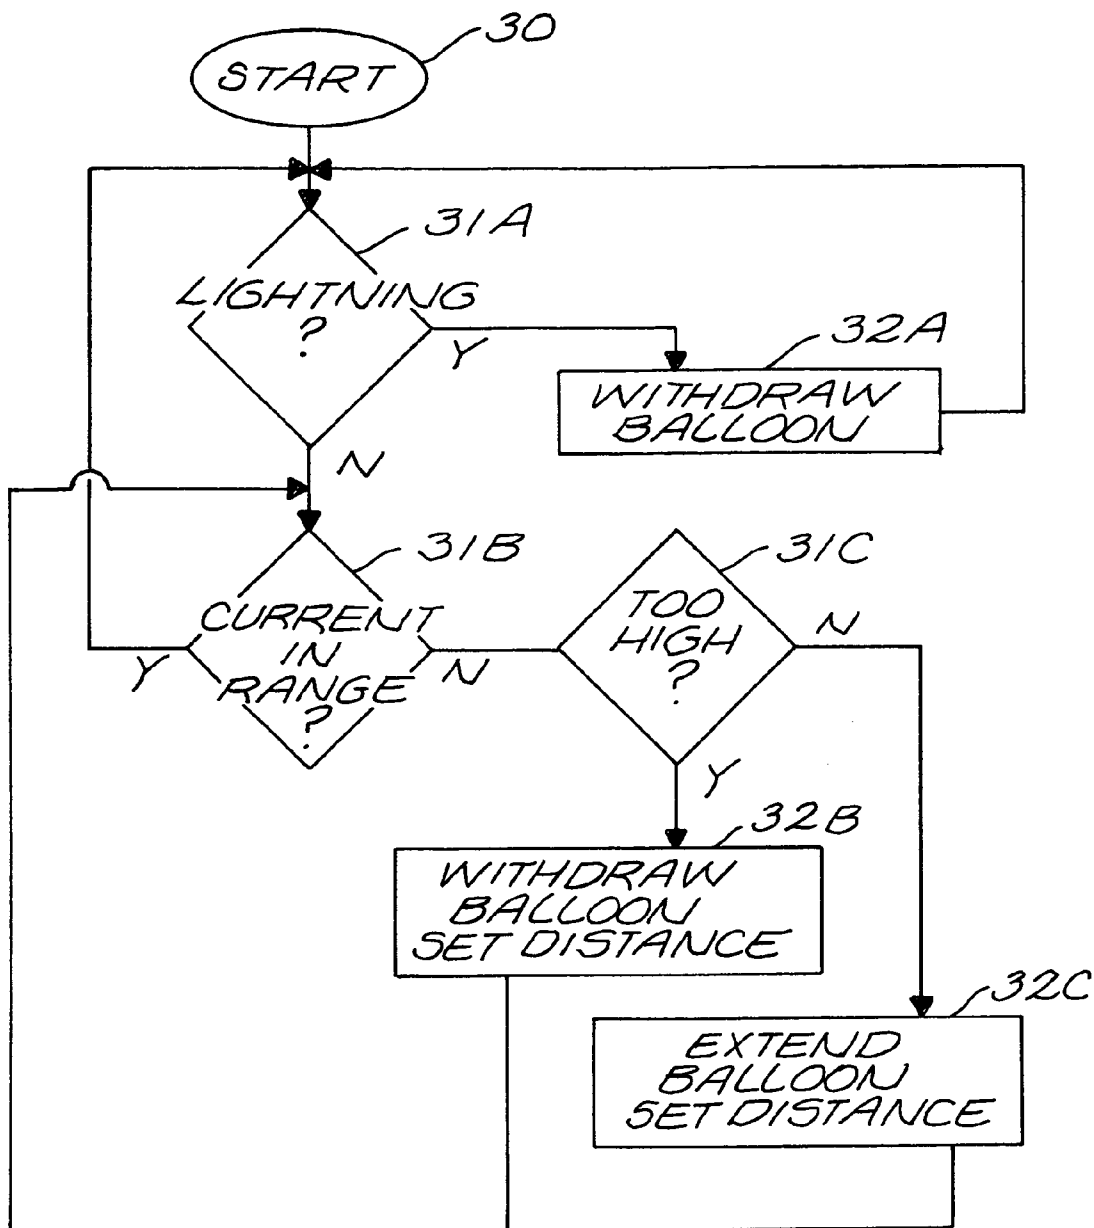 30
START
31A
LIGHTNING
?
Y
32A
WITHDRAW
BALLOON
N
31B
31C
CURRENT
IN
RANGE
?
Y
N
TOO
HIGH
?
N
Y
32B
WITHDRAW
BALLOON
SET DISTANCE
32C
EXTEND
BALLOON
SET DISTANCE